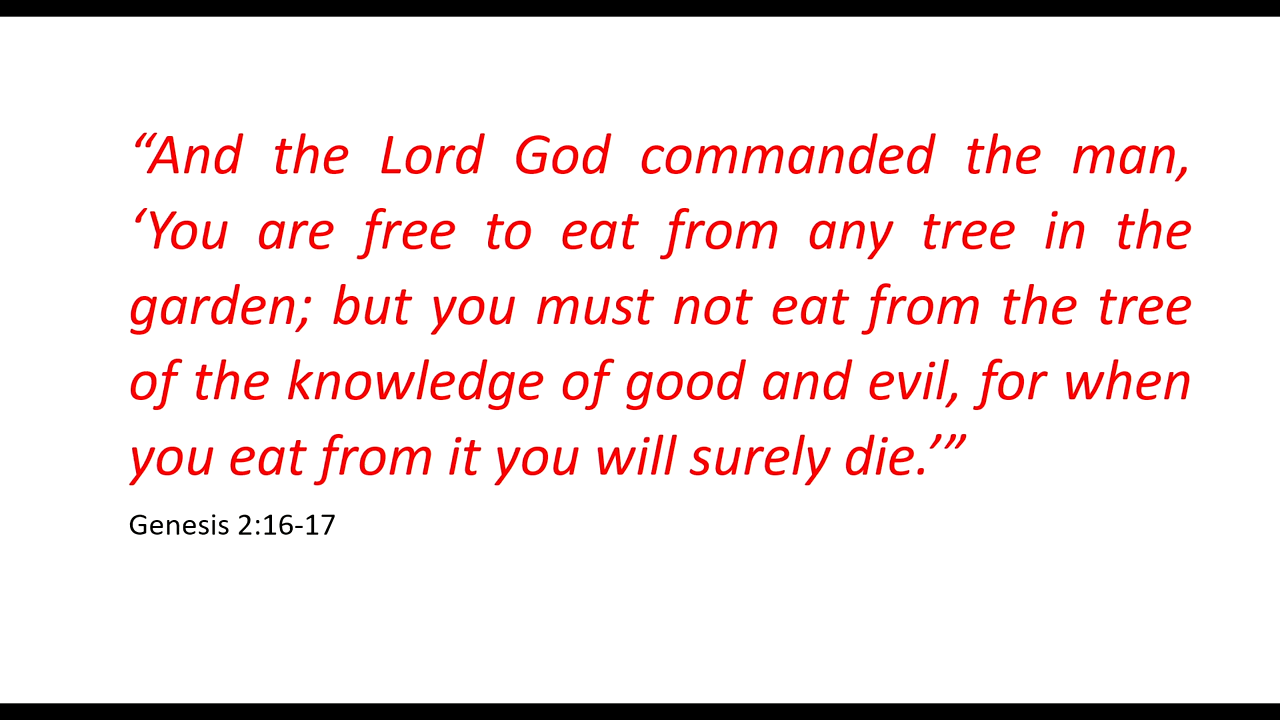 “And the Lord God commanded the man,
‘You are free to eat from any tree in the
garden; but you must not eat from the tree
of the knowledge of good and evil, for when
you eat from it you will surely die.’”
Genesis 2:16-17